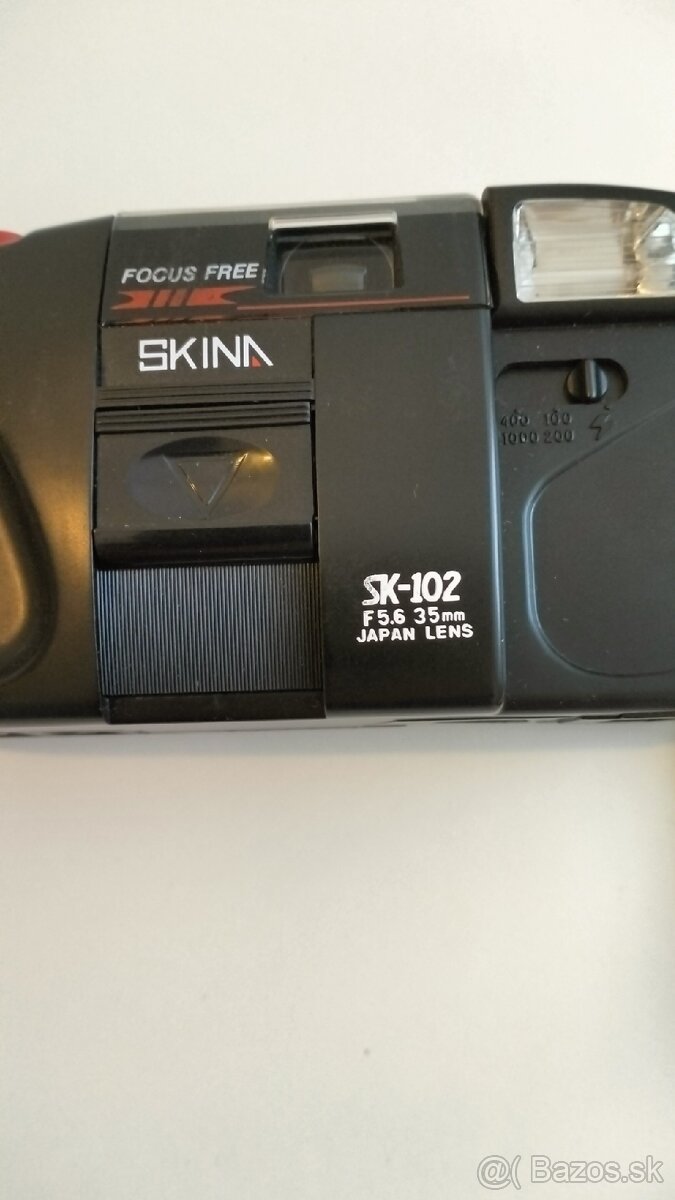 FOCUS FREE
SKINA
400 100
1000 200
SK-102
F5.6 35mm
JAPAN LENS
@( Bazos.sk